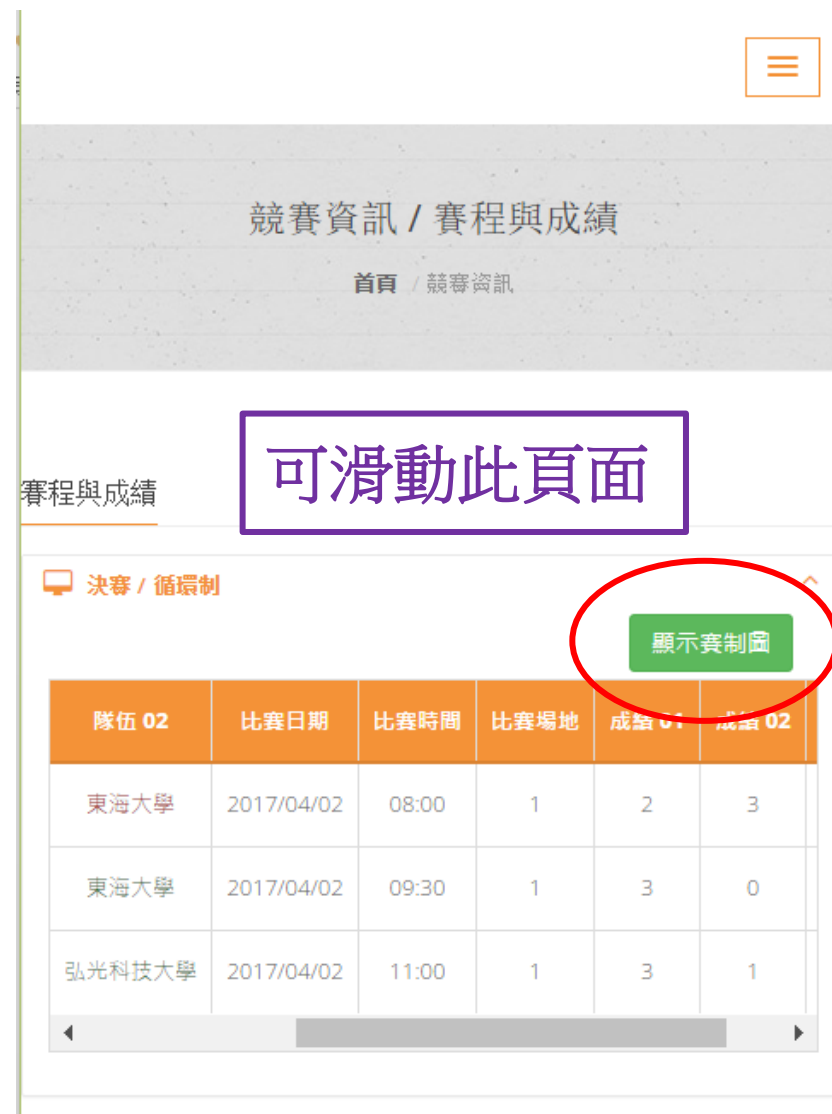 競賽資訊 / 賽程與成績
首頁 / 競賽資訊
可滑動此頁面
賽程與成績
決賽 / 循環制
顯示賽制圖
隊伍 02 比賽日期 比賽時間 比賽場地 成績 01 成績 02
東海大學 2017/04/02 08:00 1 2 3
東海大學 2017/04/02 09:30 1 3 0
弘光科技大學 2017/04/02 11:00 1 3 1